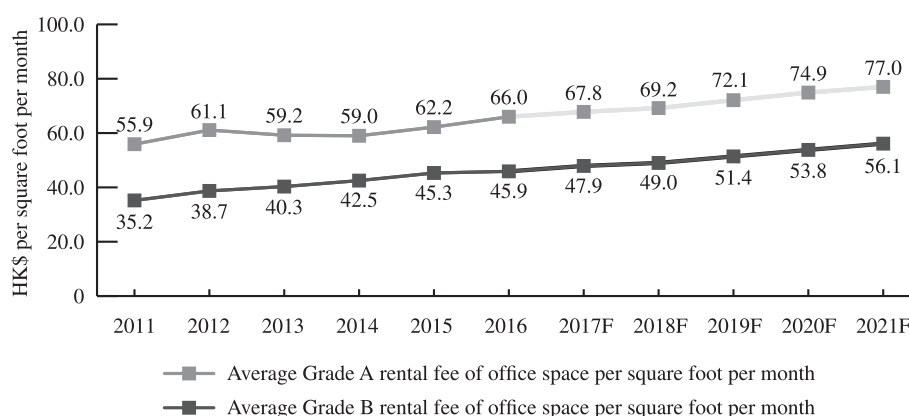 HK$ per square foot per month
100.0
80.0
60.0
40.0
20.0
0
55.9 61.1 59.2 59.0 62.2 66.0 67.8 69.2 72.1 74.9 77.0
35.2 38.7 40.3 42.5 45.3 45.9 47.9 49.0 51.4 53.8 56.1
2011 2012 2013 2014 2015 2016 2017F 2018F 2019F 2020F 2021F
Average Grade A rental fee of office space per square foot per month
Average Grade B rental fee of office space per square foot per month